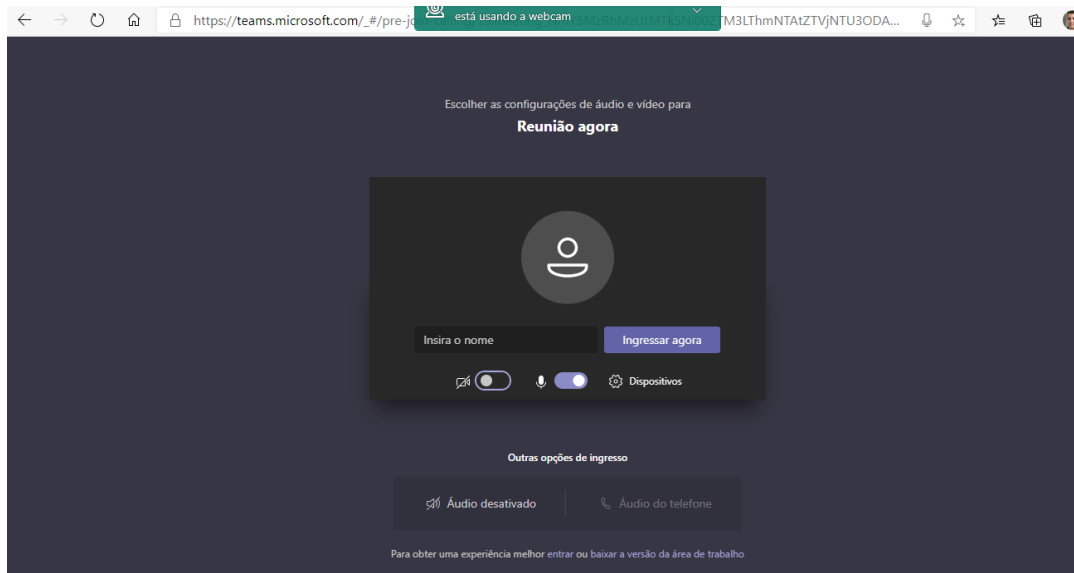 https://teams.microsoft.com/_#/pre-jo
está usando a webcam
Escolher as configurações de áudio e vídeo para
Reunião agora
Insira o nome
Ingressar agora
Dispositivos
Outras opções de ingresso
Áudio desativado
Áudio do telefone
Para obter uma experiência melhor entrar ou baixar a versão da área de trabalho